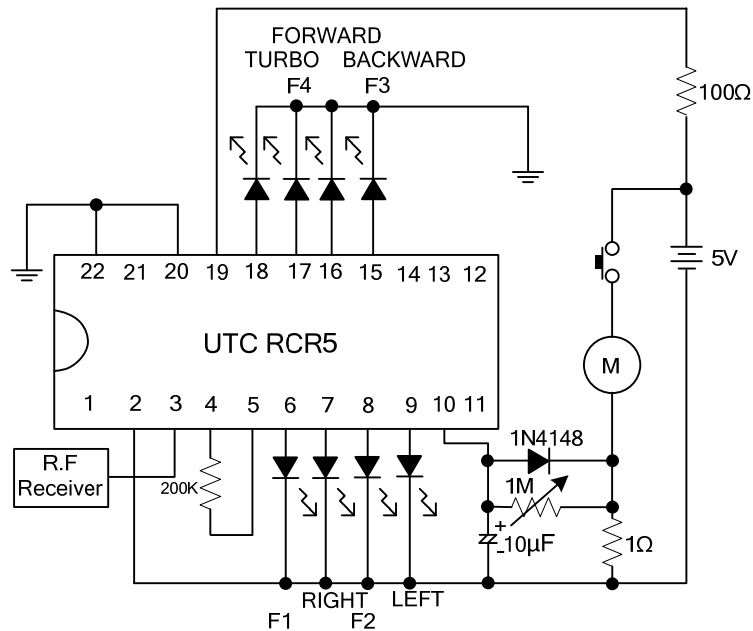 FORWARD
TURBO BACKWARD
F4 F3
100Ω
22 21 20 19 18 17 16 15 14 13 12
5V
UTC RCR5
M
1 2 3 4 5 6 7 8 9 10 11
R.F
Receiver
200K
1N4148
1M
+
-
10µF
1Ω
RIGHT LEFT
F1 F2